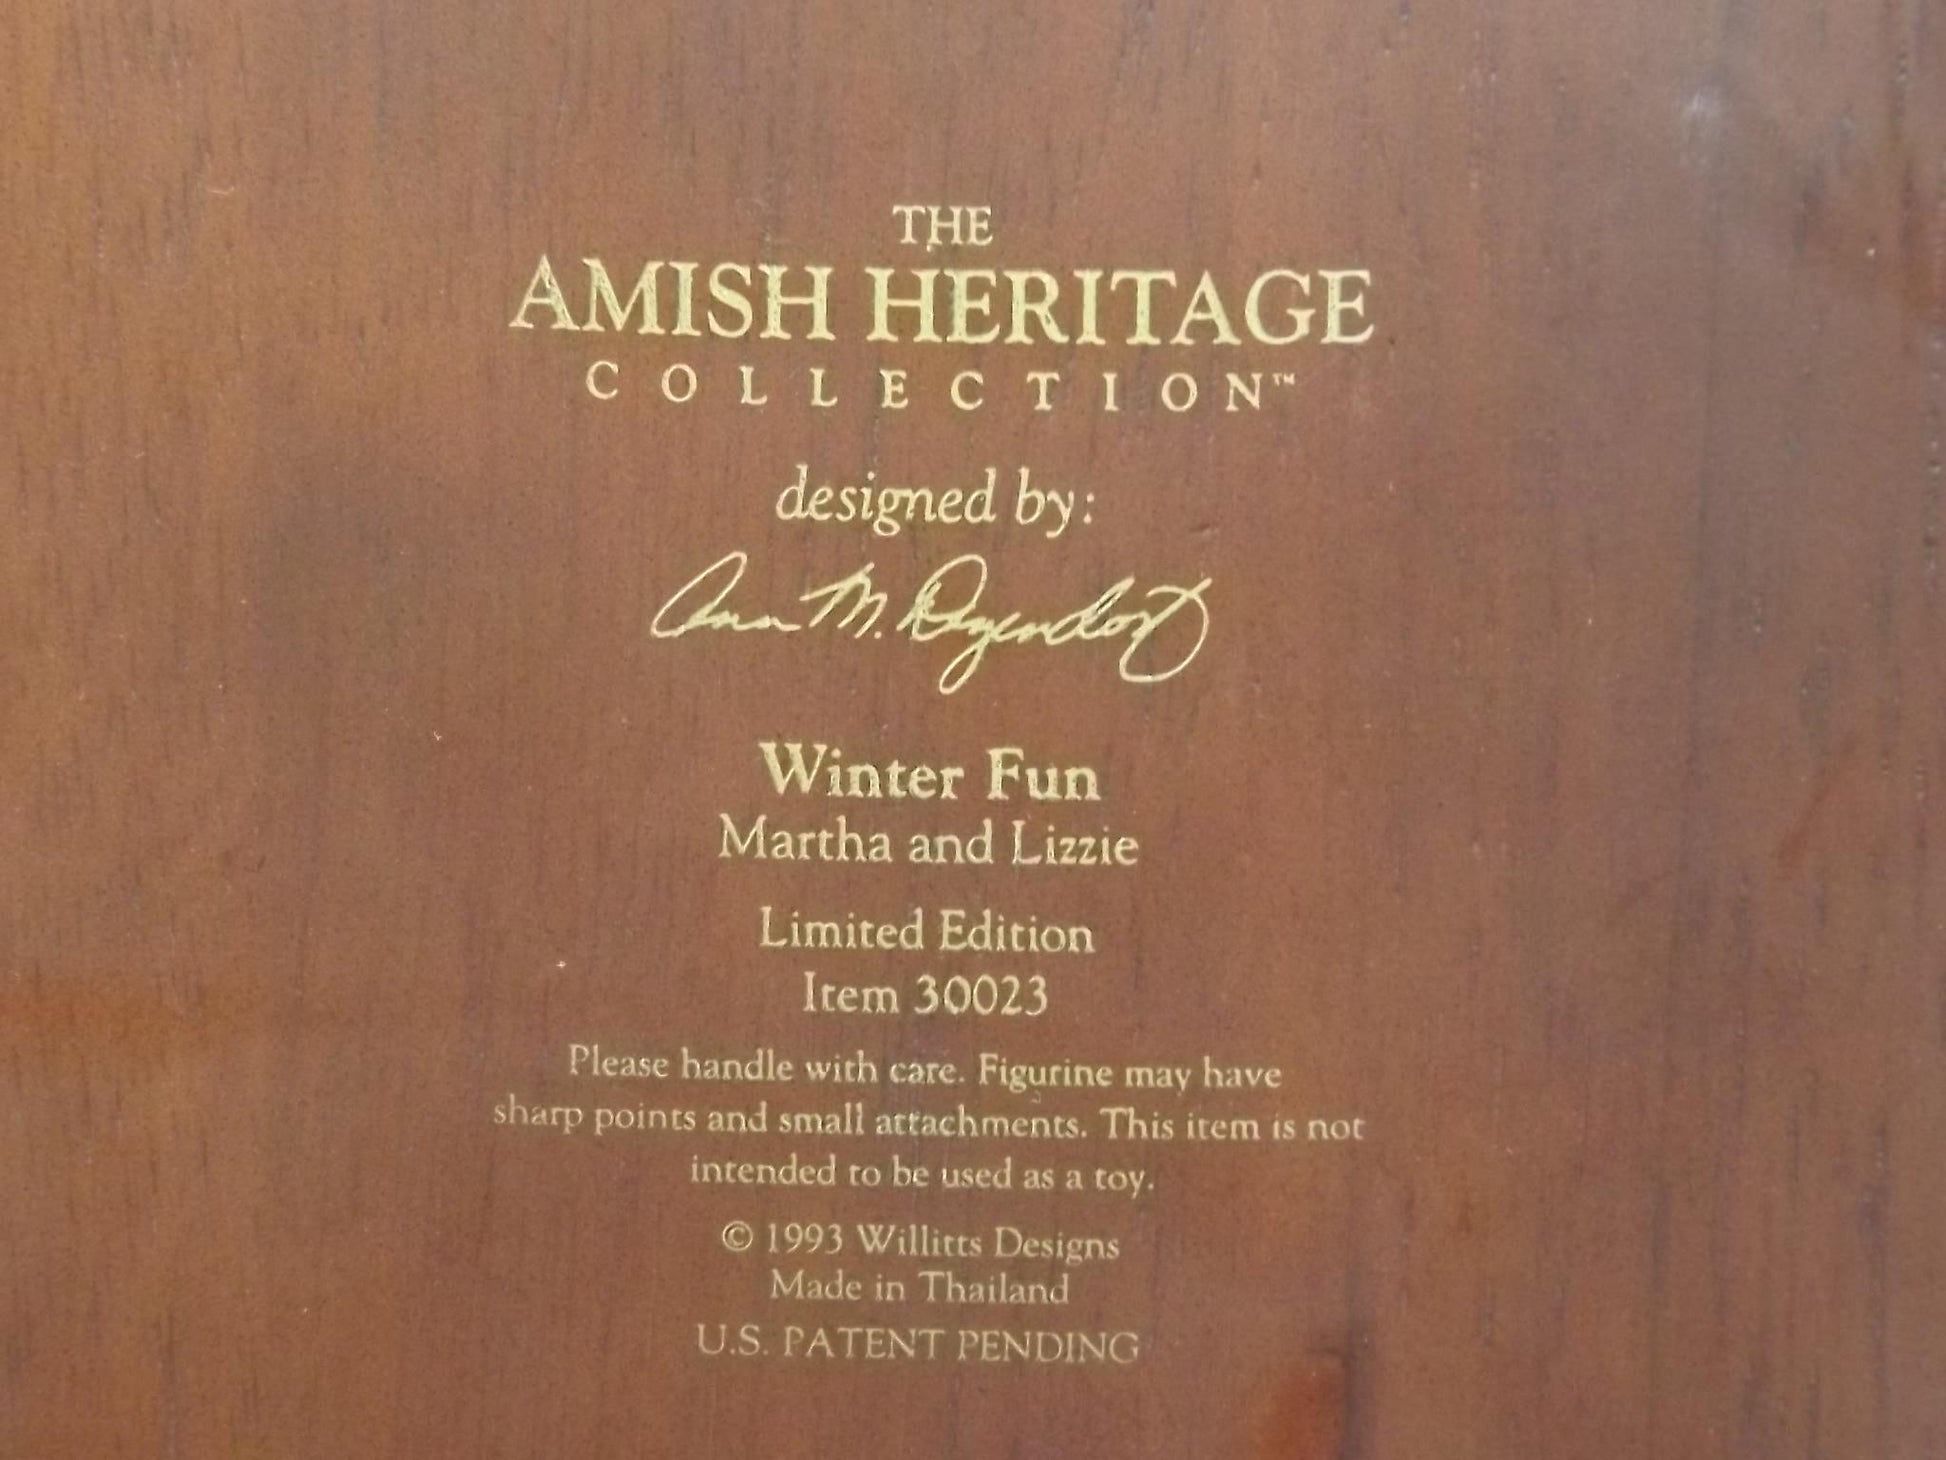 THE
AMISH HERITAGE
COLLECTION™
designed by:
Ann M. Dezendorf
Winter Fun
Martha and Lizzie
Limited Edition
Item 30023
Please handle with care. Figurine may have
sharp points and small attachments. This item is not
intended to be used as a toy.
© 1993 Willitts Designs
Made in Thailand
U.S. PATENT PENDING